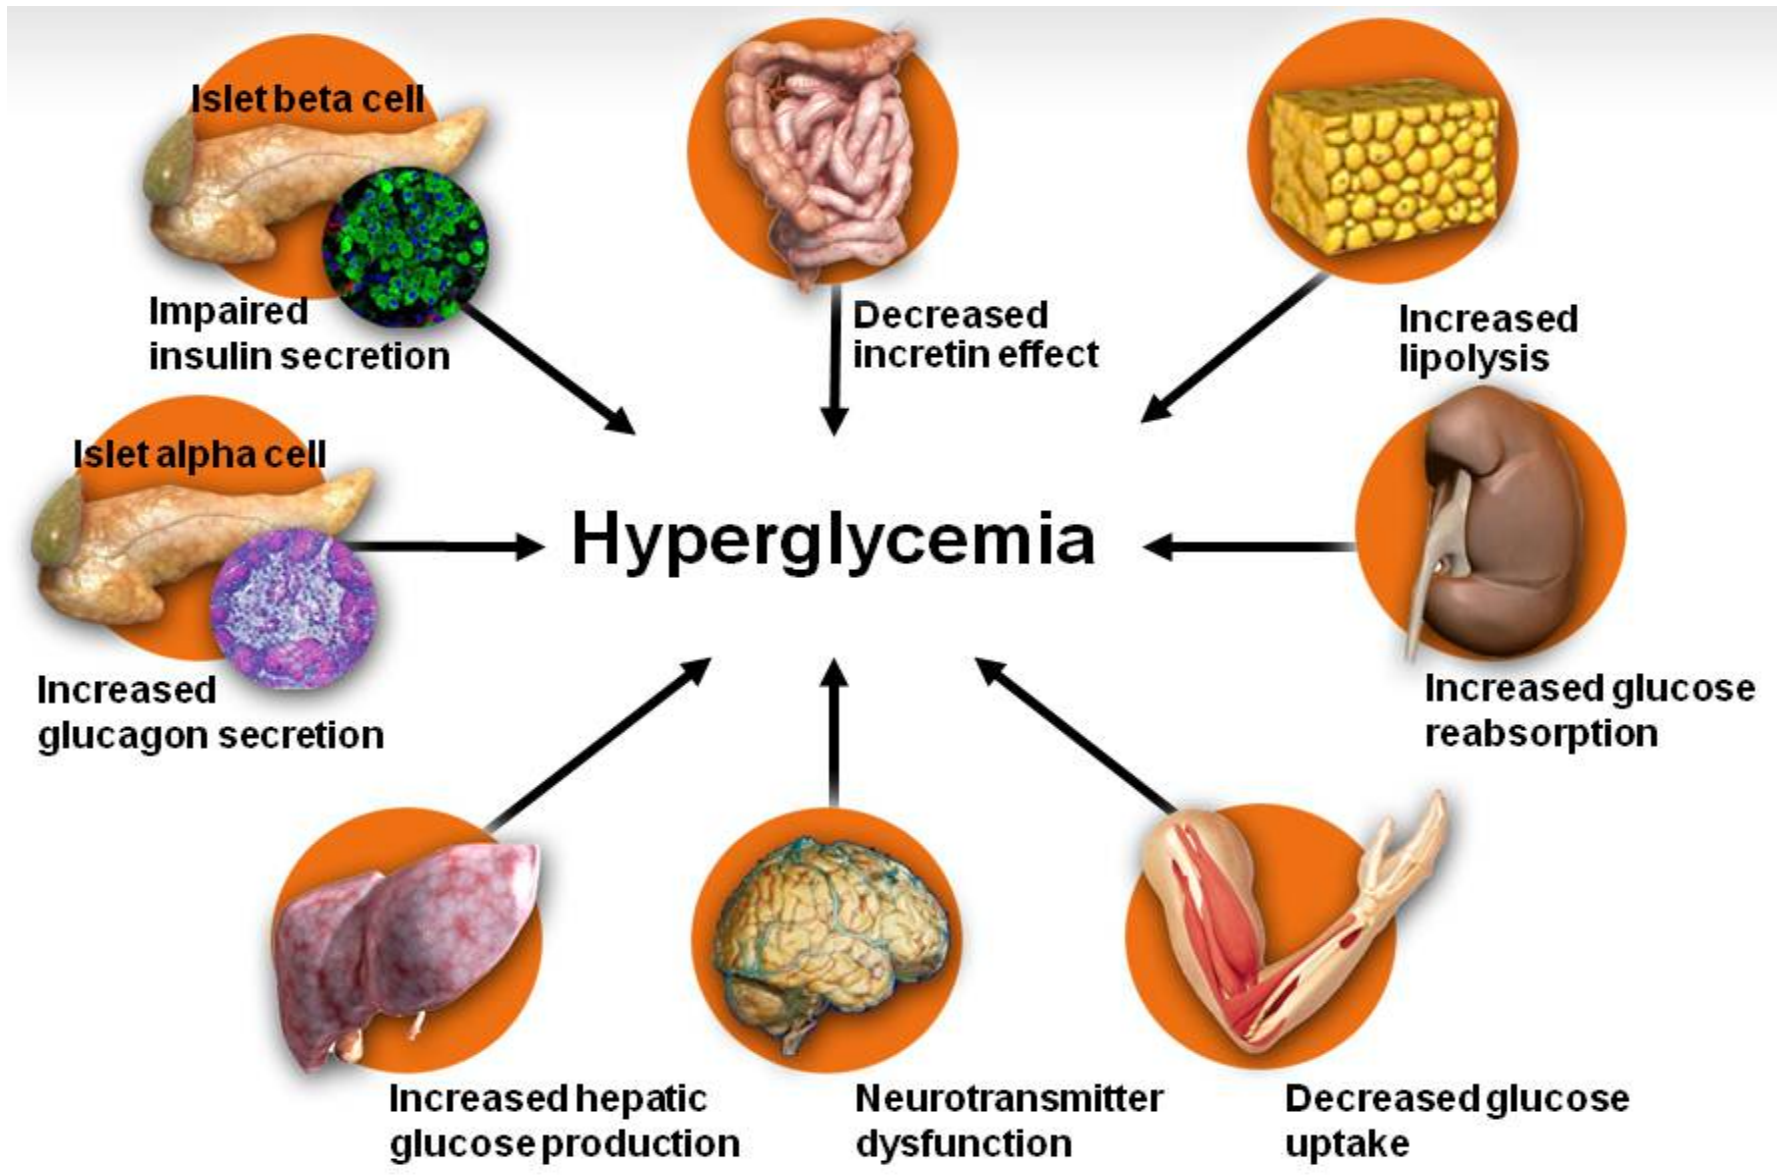 Islet beta cell
Impaired
insulin secretion
Decreased
incretin effect
Increased
lipolysis
Islet alpha cell
Increased
glucagon secretion
Hyperglycemia
Increased glucose
reabsorption
Increased hepatic
glucose production
Neurotransmitter
dysfunction
Decreased glucose
uptake